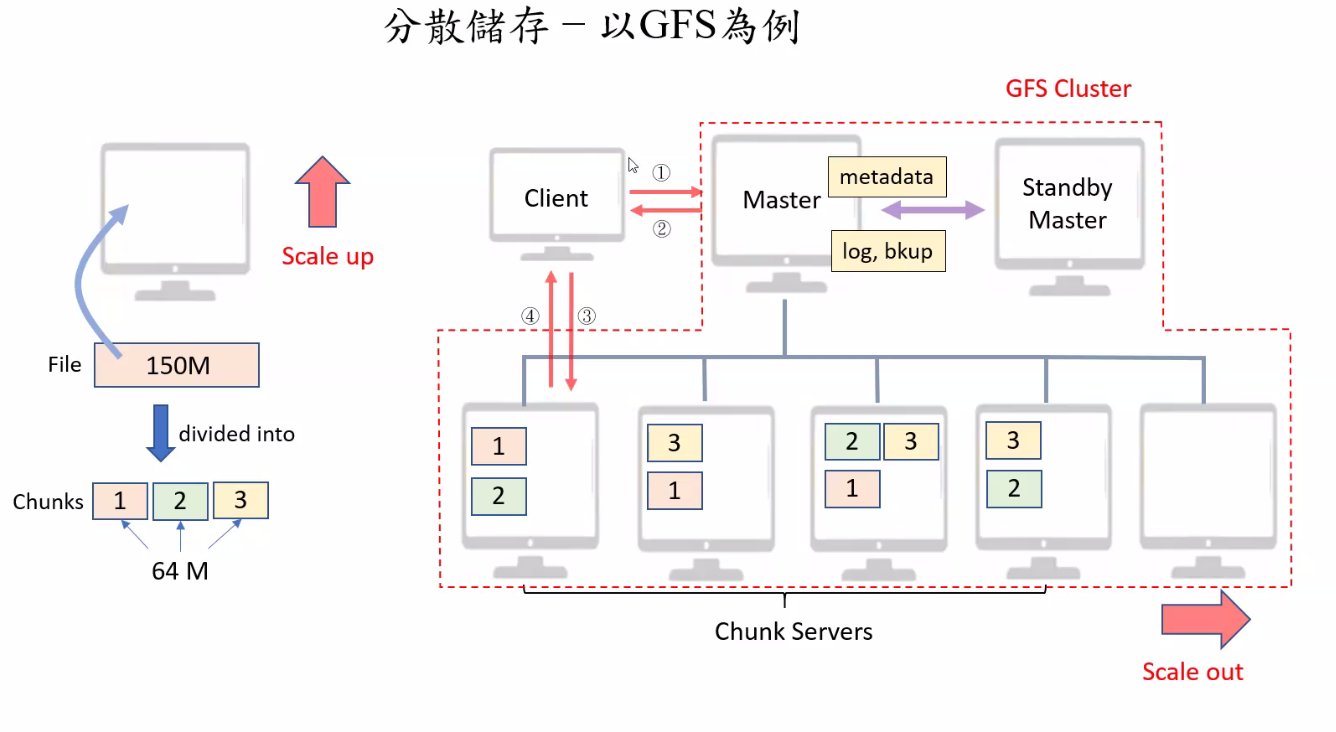 分散儲存 – 以GFS為例
GFS Cluster
Scale up
Client
①
②
Master
metadata
log, bkup
Standby
Master
④
③
File
150M
divided into
Chunks
1
2
3
64 M
1
2
3
1
2
3
1
3
2
Chunk Servers
Scale out